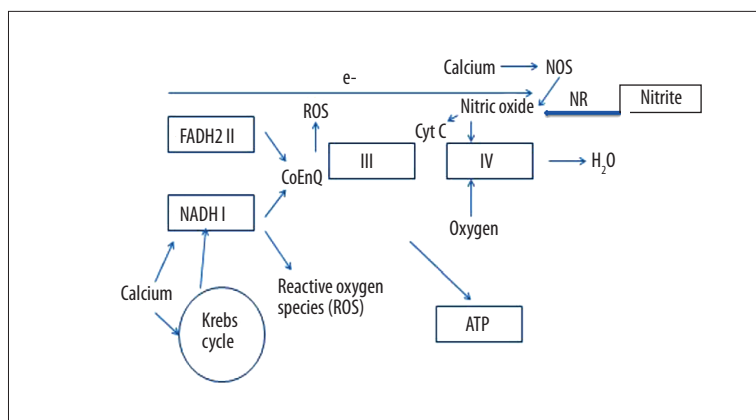 Calcium
NOS
e-
Nitric oxide
NR
Nitrite
ROS
Cyt C
FADH2 II
III
IV
H₂O
CoEnQ
NADH I
Oxygen
Calcium
Reactive oxygen
species (ROS)
Krebs
cycle
ATP